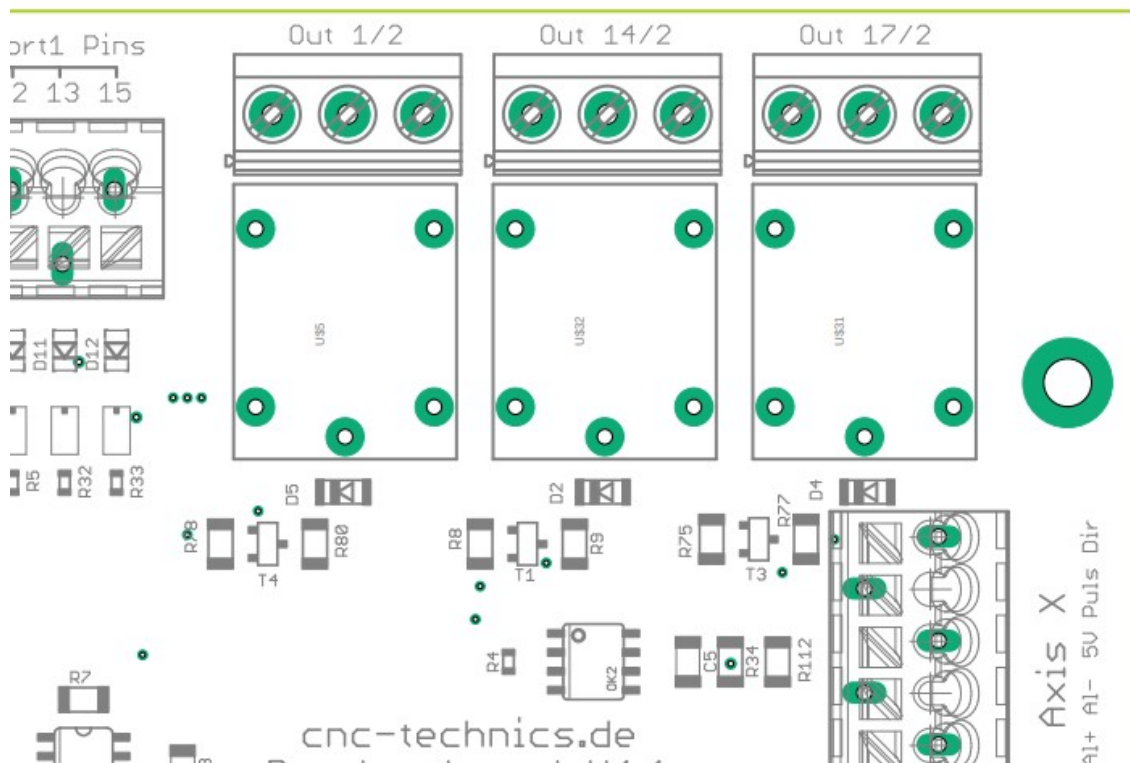 Out 1/2 Out 14/2 Out 17/2
ort1 Pins
2 13 15
U$5 U$32 U$31
D11 D12
R5 R32 R33
D5 D2 D4
R78 R80 R8 R9 R75 R77
T4 T1 T3
R4 OK2 C5 R34 R112
R7
Axis X
A1+ A1- 5V Puls Dir
cnc-technics.de